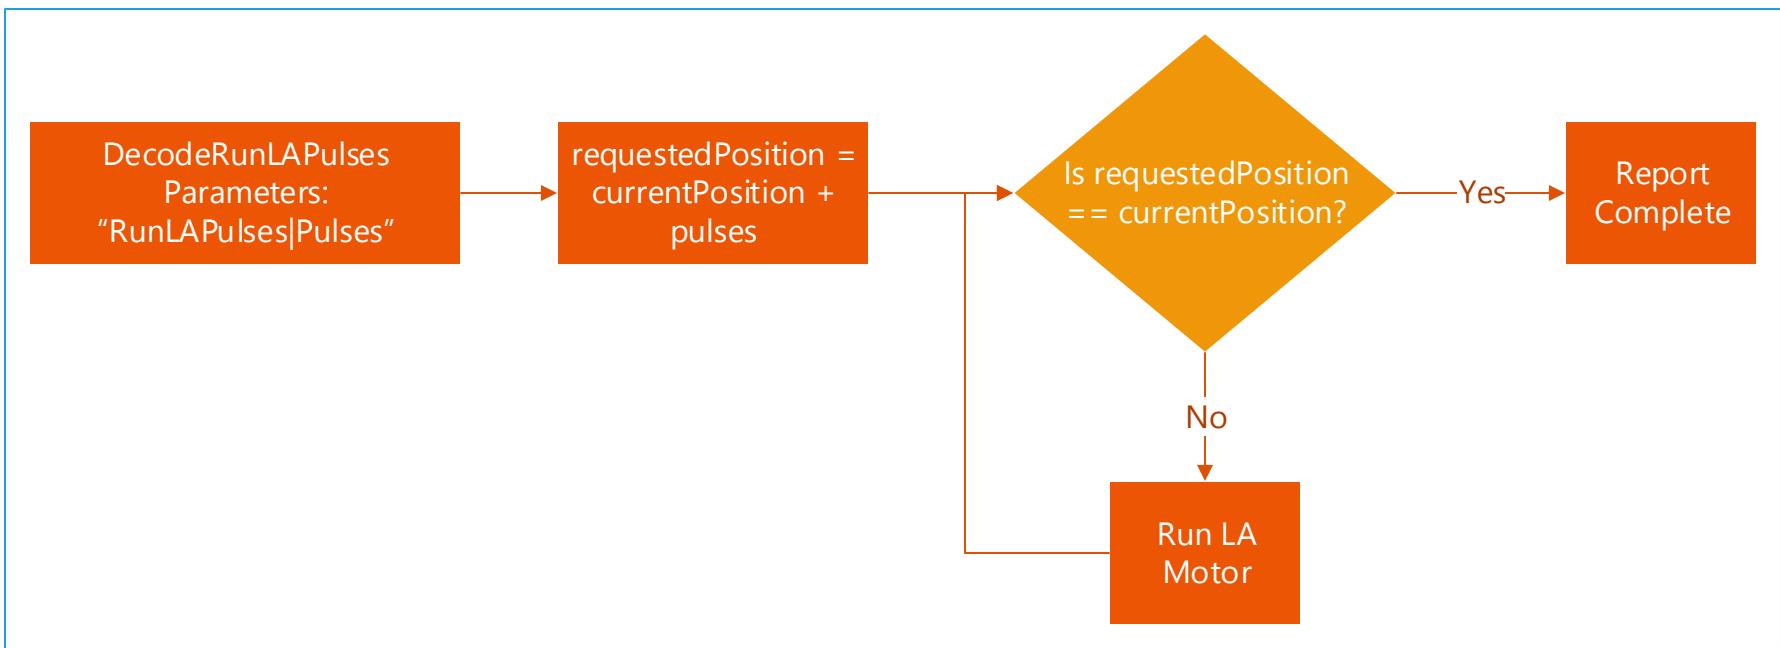 DecodeRunLAPulses
Parameters:
“RunLAPulses|Pulses”
requestedPosition =
currentPosition +
pulses
Is requestedPosition
== currentPosition?
Yes
Report
Complete
No
Run LA
Motor